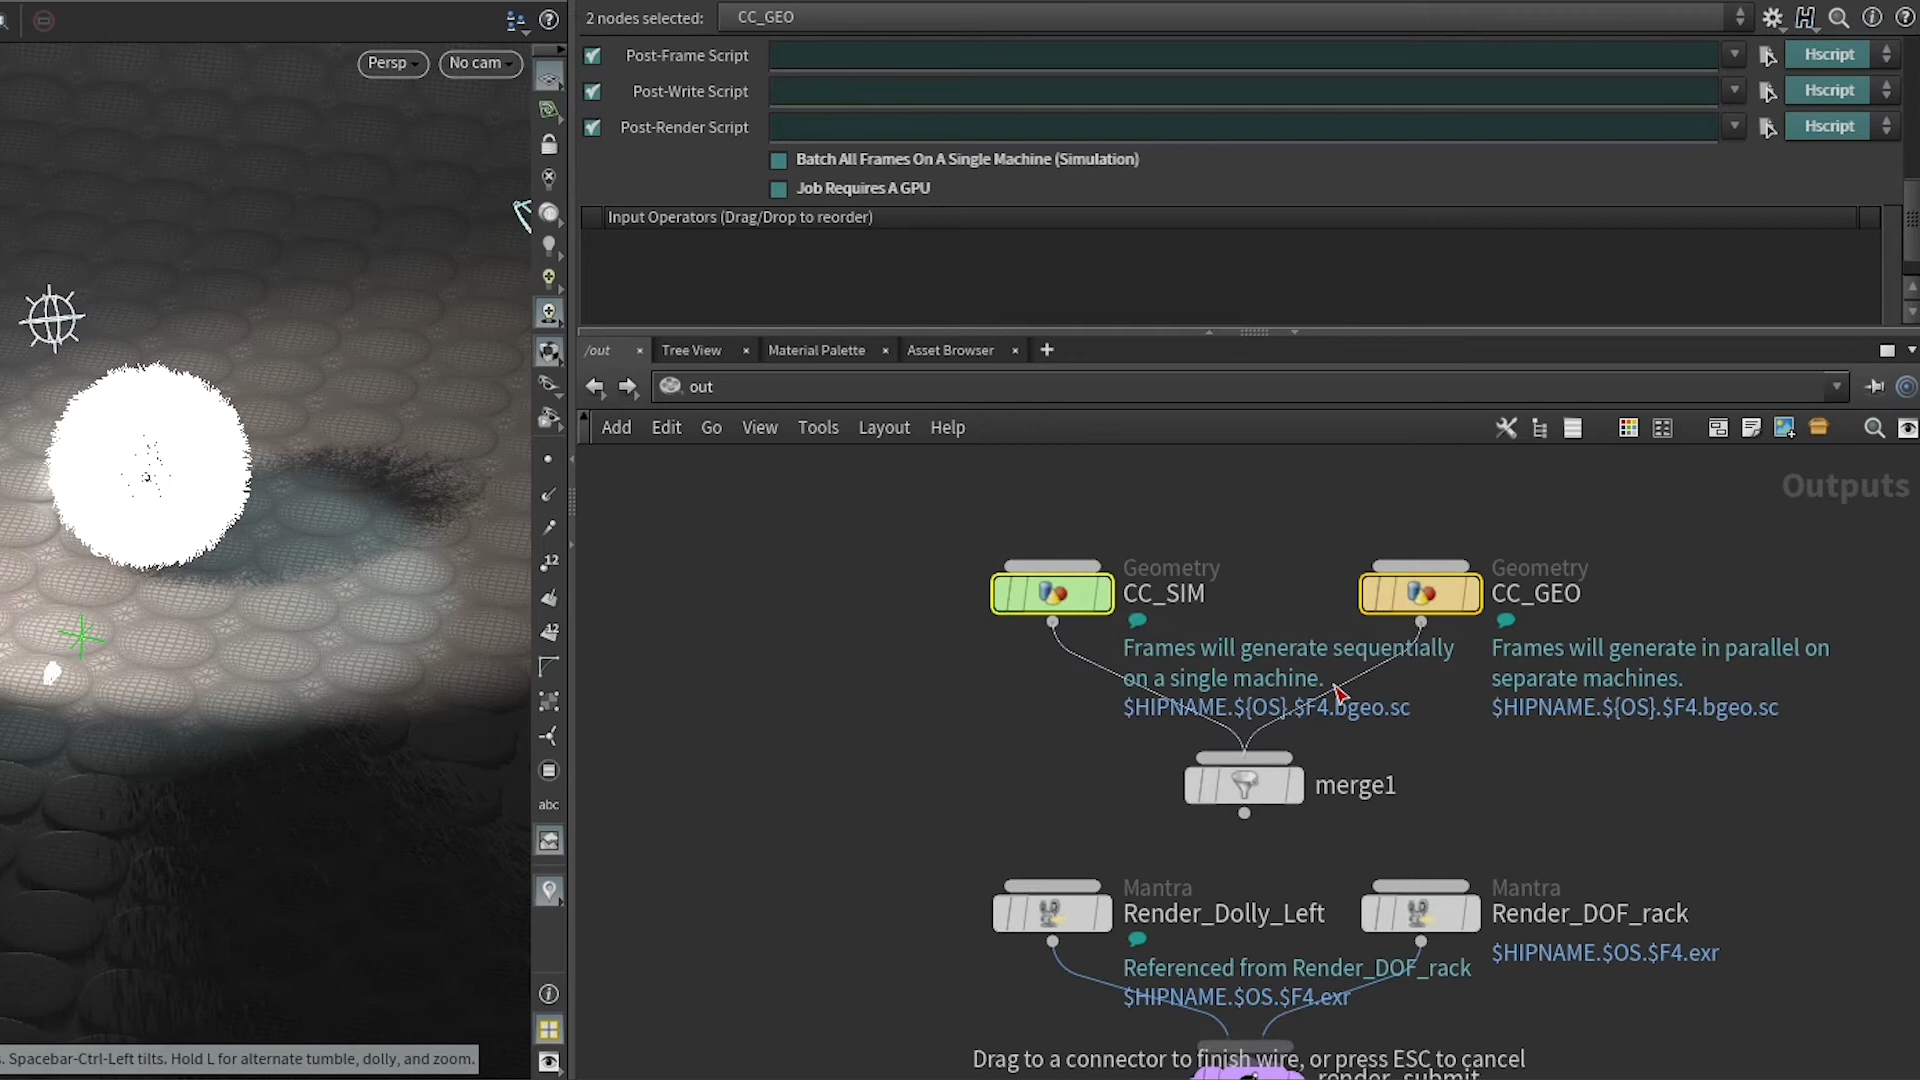 2 nodes selected:
CC_GEO
Persp
No cam
Post-Frame Script
Hscript
Post-Write Script
Hscript
Post-Render Script
Hscript
Batch All Frames On A Single Machine (Simulation)
Job Requires A GPU
Input Operators (Drag/Drop to reorder)
/out
Tree View
Material Palette
Asset Browser
out
Add
Edit
Go
View
Tools
Layout
Help
Outputs
Geometry
CC_SIM
Frames will generate sequentially
on a single machine.
$HIPNAME.${OS}.$F4.bgeo.sc
Geometry
CC_GEO
Frames will generate in parallel on
separate machines.
$HIPNAME.${OS}.$F4.bgeo.sc
merge1
Mantra
Render_Dolly_Left
Referenced from Render_DOF_rack
$HIPNAME.$OS.$F4.exr
Mantra
Render_DOF_rack
$HIPNAME.$OS.$F4.exr
12
12
abc
s. Spacebar-Ctrl-Left tilts. Hold L for alternate tumble, dolly, and zoom.
Drag to a connector to finish wire, or press ESC to cancel
render_submit